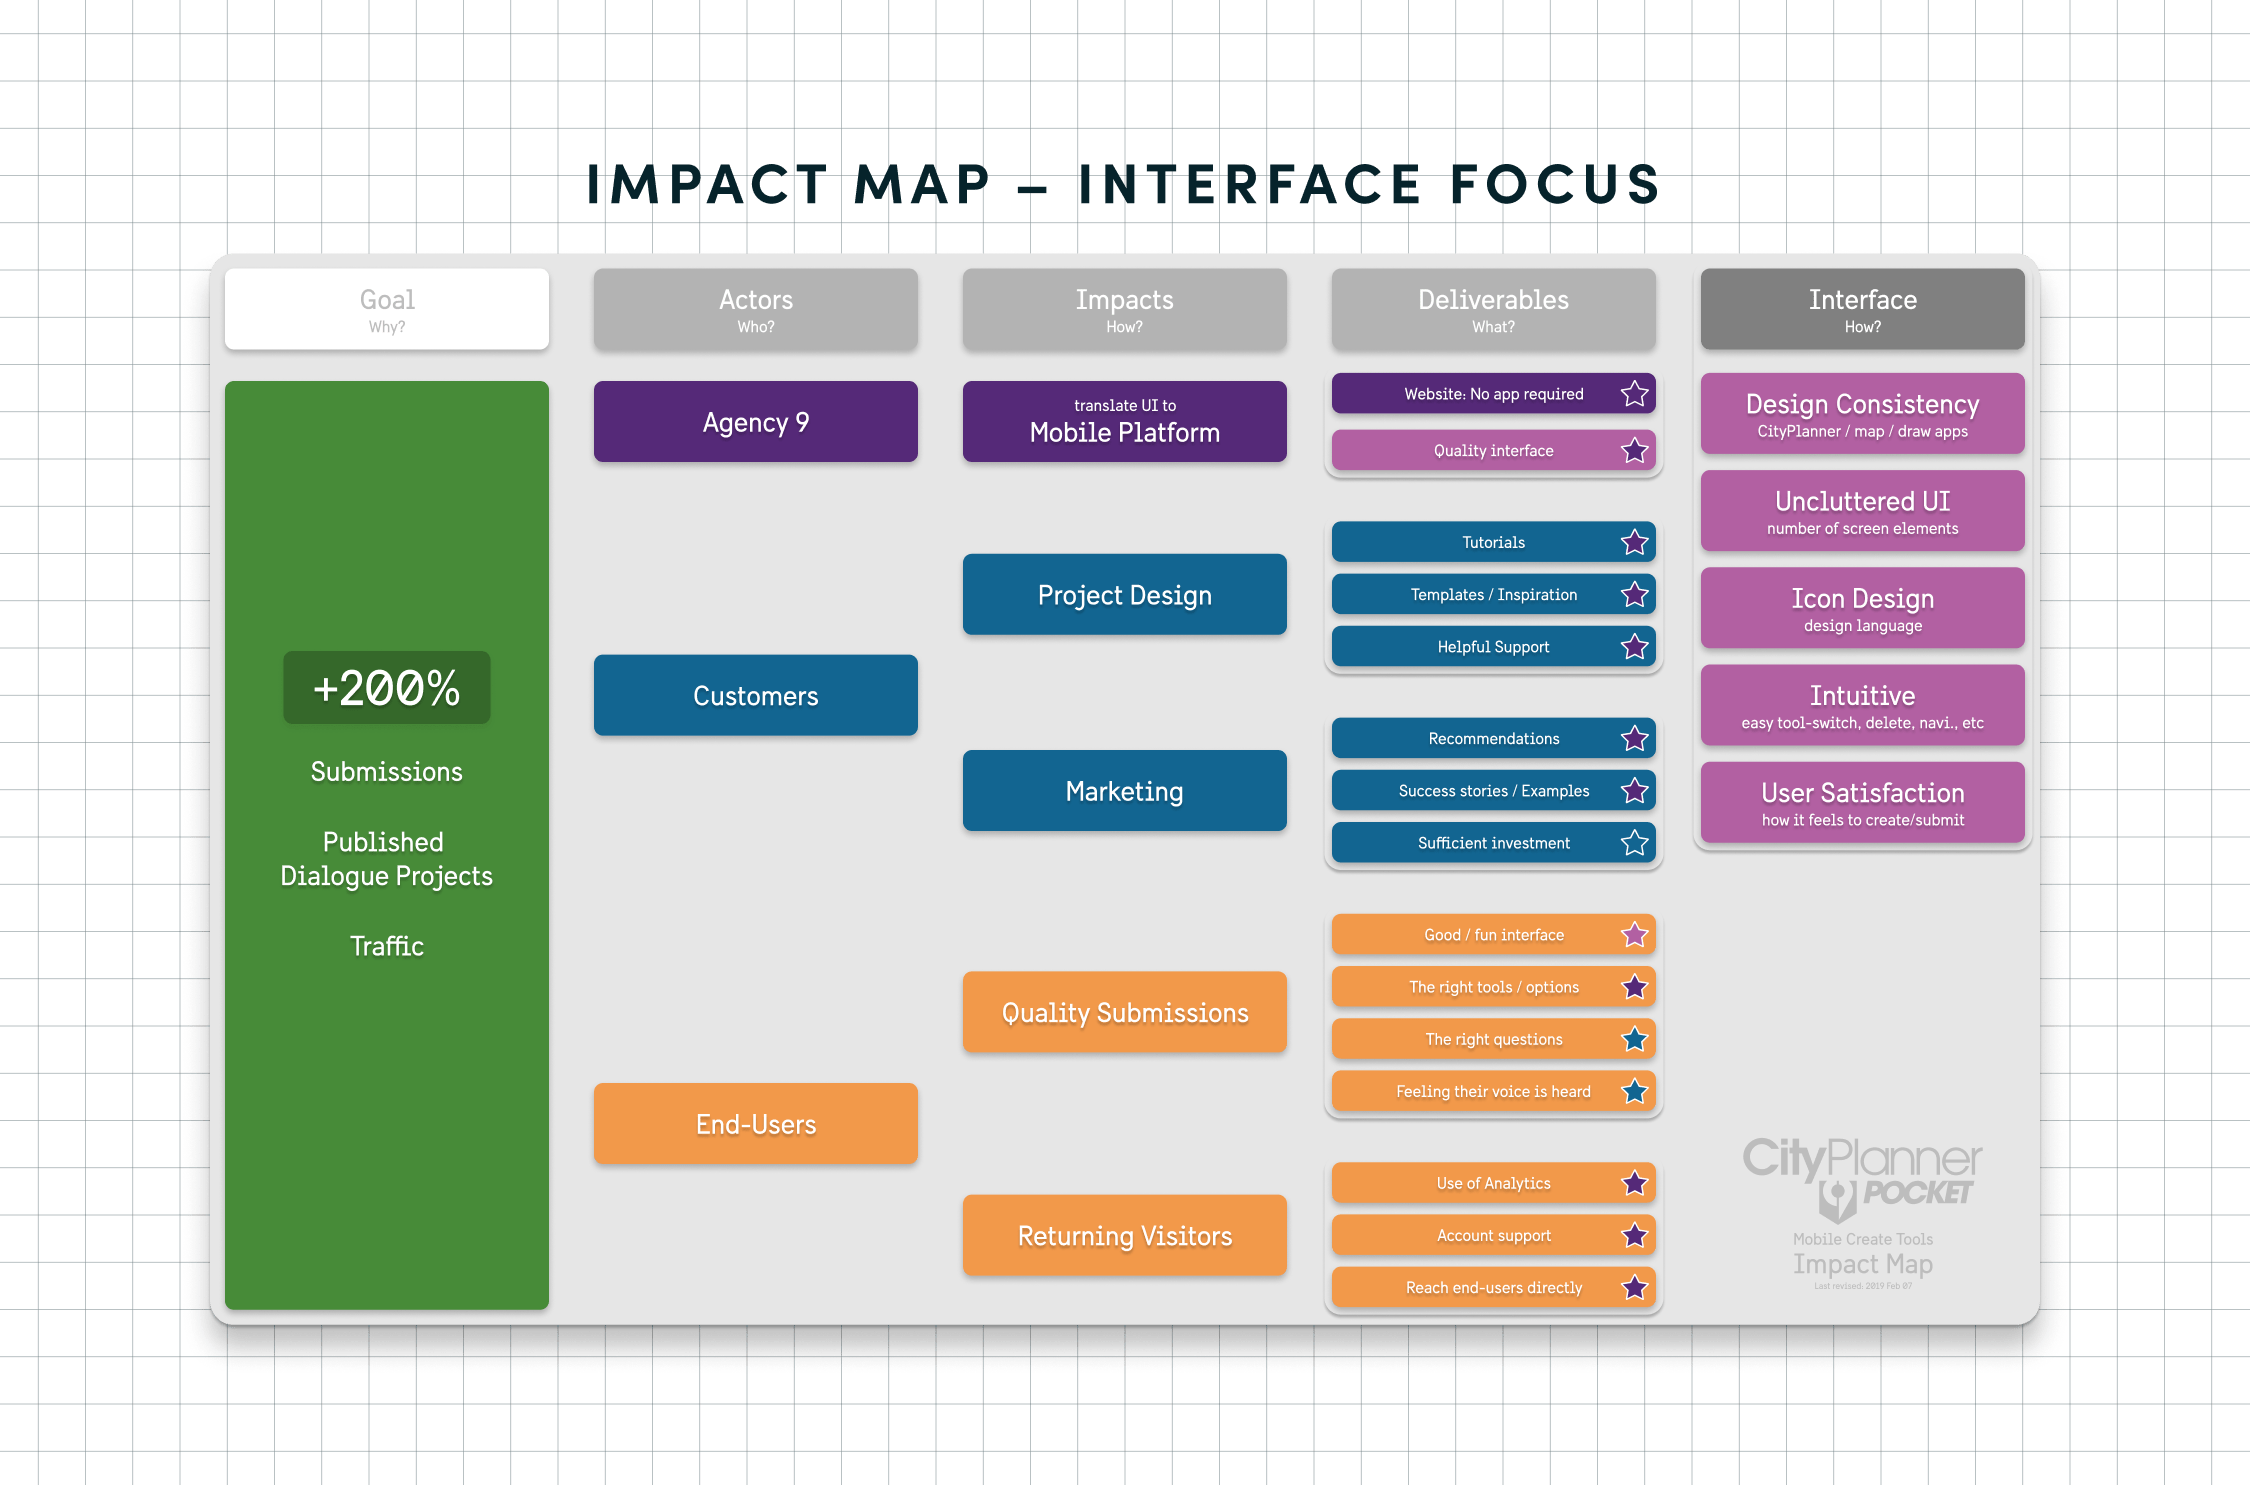 IMPACT MAP – INTERFACE FOCUS
Goal
Why?
Actors
Who?
Impacts
How?
Deliverables
What?
Interface
How?
+200%
Submissions
Published
Dialogue Projects
Traffic
Agency 9
Customers
End-Users
translate UI to
Mobile Platform
Project Design
Marketing
Quality Submissions
Returning Visitors
Website: No app required
Quality interface
Tutorials
Templates / Inspiration
Helpful Support
Recommendations
Success stories / Examples
Sufficient investment
Good / fun interface
The right tools / options
The right questions
Feeling their voice is heard
Use of Analytics
Account support
Reach end-users directly
Design Consistency
CityPlanner / map / draw apps
Uncluttered UI
number of screen elements
Icon Design
design language
Intuitive
easy tool-switch, delete, navi., etc
User Satisfaction
how it feels to create/submit
CityPlanner
POCKET
Mobile Create Tools
Impact Map
Last revised: 2019 Feb 07